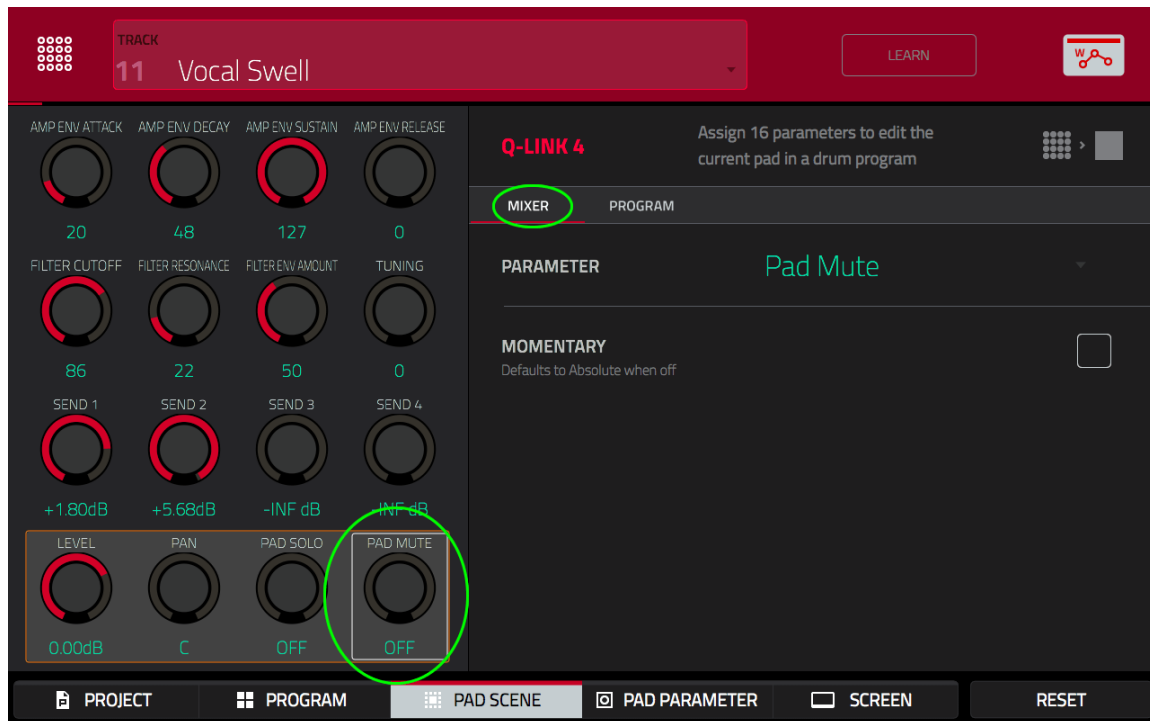 TRACK
11 Vocal Swell
LEARN
W
AMP ENV ATTACK AMP ENV DECAY AMP ENV SUSTAIN AMP ENV RELEASE
20 48 127 0
FILTER CUTOFF FILTER RESONANCE FILTER ENV AMOUNT TUNING
86 22 50 0
SEND 1 SEND 2 SEND 3 SEND 4
+1.80dB +5.68dB -INF dB -INF dB
LEVEL PAN PAD SOLO PAD MUTE
0.00dB C OFF OFF
Q-LINK 4
Assign 16 parameters to edit the
current pad in a drum program
MIXER PROGRAM
PARAMETER Pad Mute
MOMENTARY
Defaults to Absolute when off
P PROJECT PROGRAM PAD SCENE PAD PARAMETER SCREEN RESET